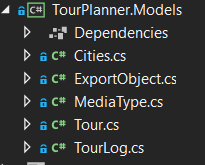 C# TourPlanner.Models
Dependencies
C# Cities.cs
C# ExportObject.cs
C# MediaType.cs
C# Tour.cs
C# TourLog.cs